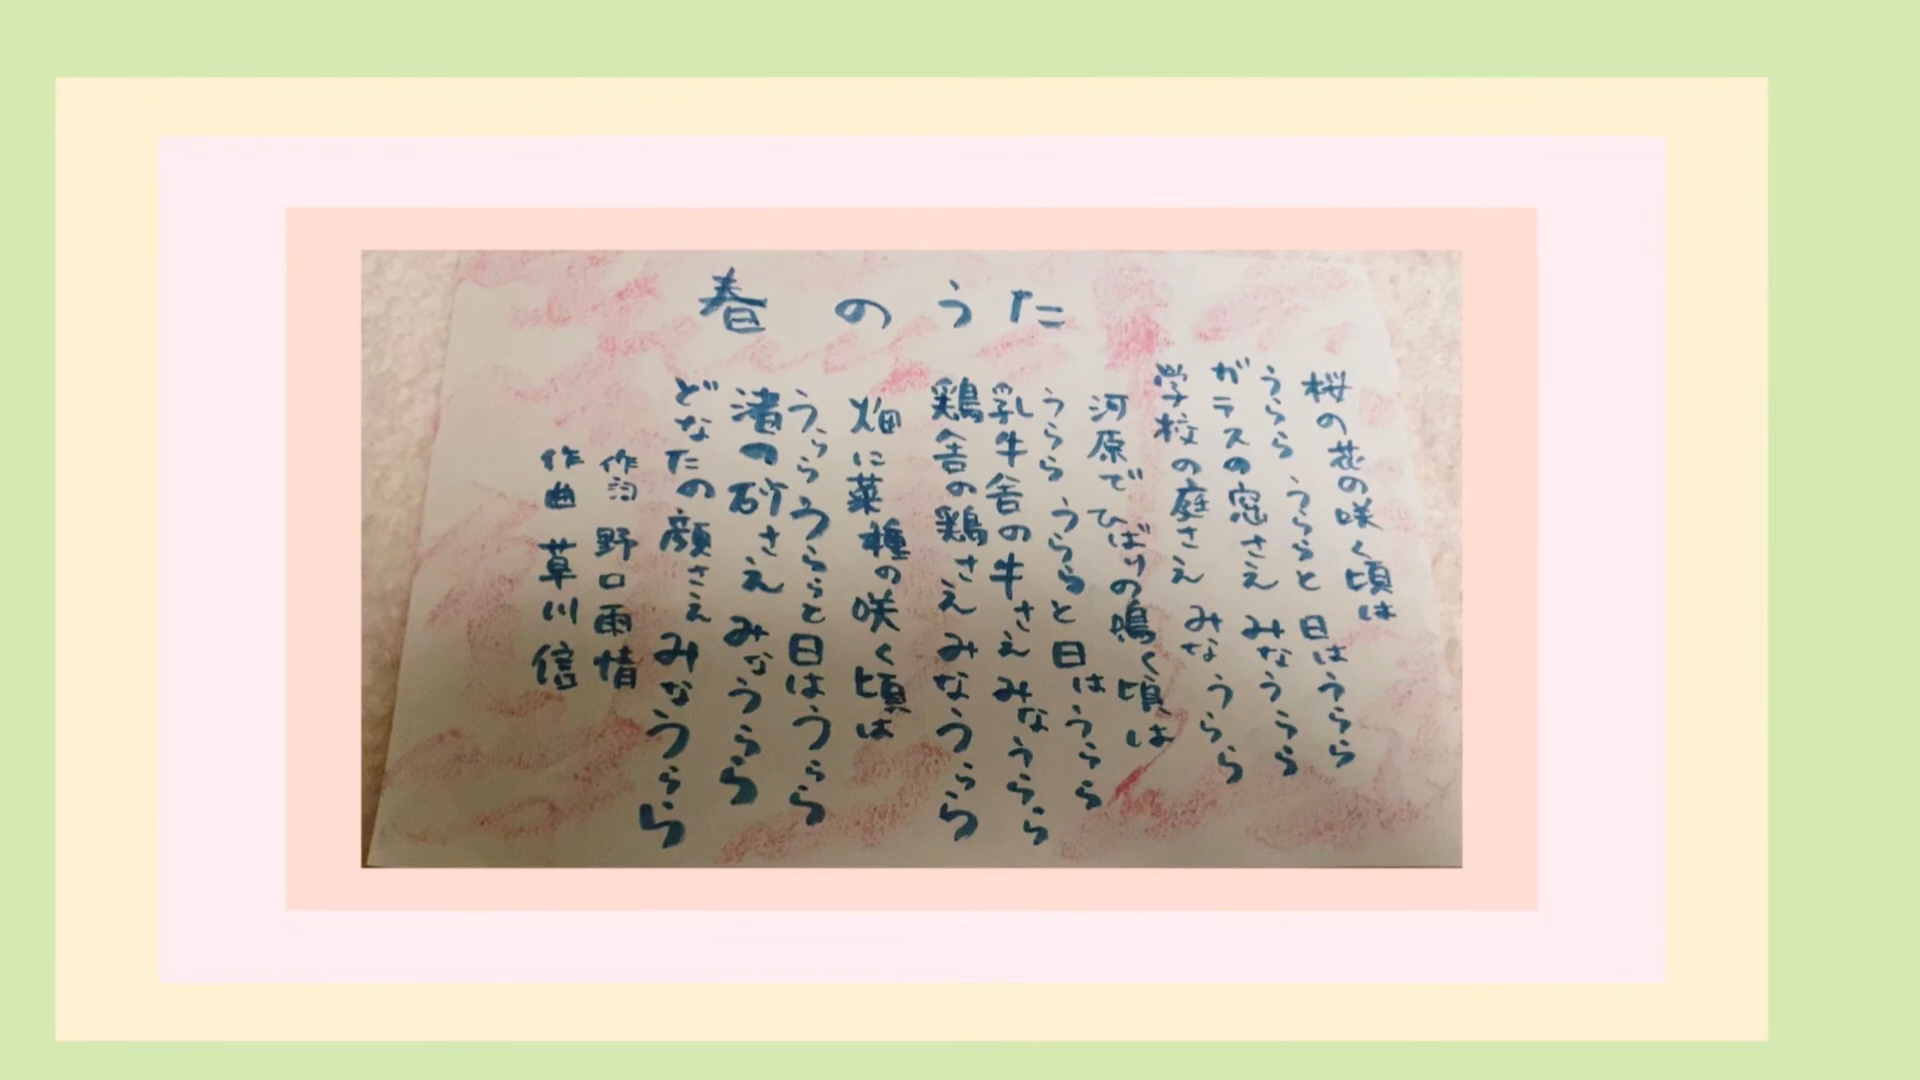 春のうた
桜の花の咲く頃は
うらら うららと 日はうらら
ガラスの窓さえ みなうらら
学校の庭さえ みなうらら
河原でひばりの鳴く頃は
うらら うららと 日はうらら
乳牛舎の牛さえ みなうらら
鶏舎の鶏さえ みなうらら
畑に菜種の咲く頃は
うらら うららと 日はうらら
渚の砂さえ みなうらら
どなたの顔さえ みなうらら
作詞 野口雨情
作曲 草川信